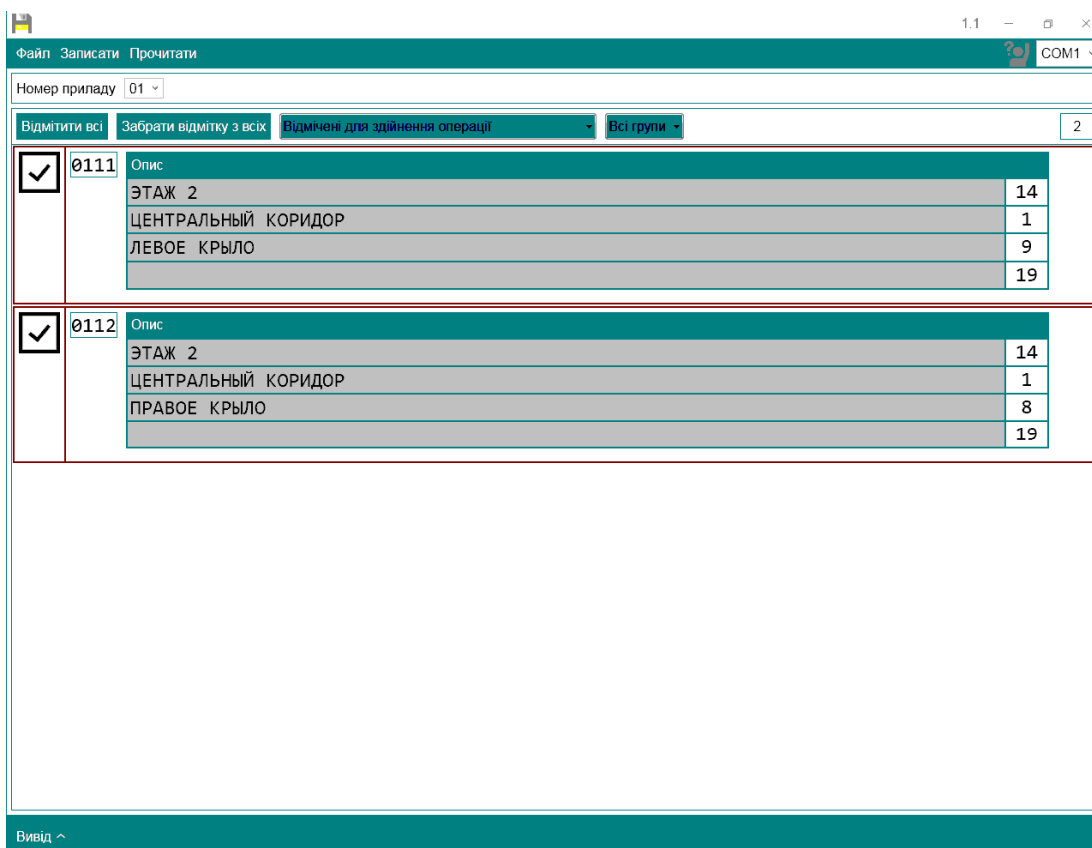 1.1
Файл Записати Прочитати COM1
Номер приладу 01
Відмітити всі Забрати відмітку з всіх Відмічені для здійнення операції Всі групи 2
0111 Опис
ЭТАЖ 2 14
ЦЕНТРАЛЬНЫЙ КОРИДОР 1
ЛЕВОЕ КРЫЛО 9
19
0112 Опис
ЭТАЖ 2 14
ЦЕНТРАЛЬНЫЙ КОРИДОР 1
ПРАВОЕ КРЫЛО 8
19
Вивід